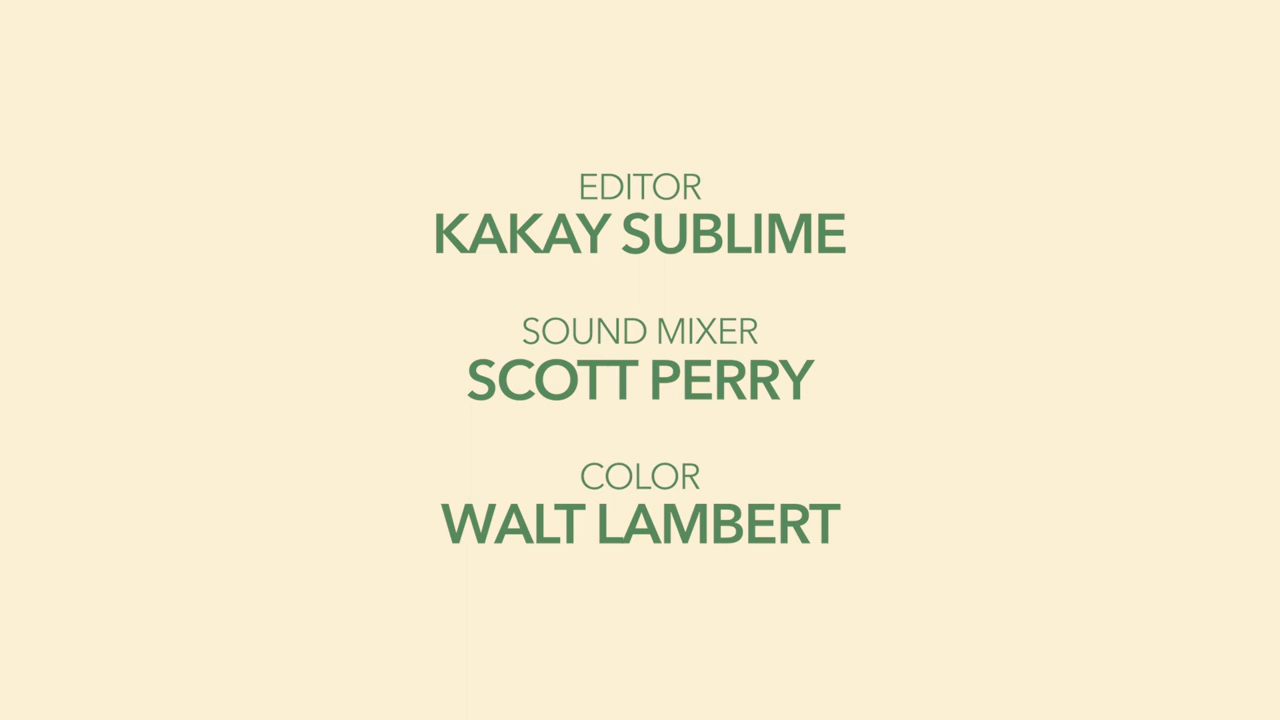 EDITOR
KAKAY SUBLIME
SOUND MIXER
SCOTT PERRY
COLOR
WALT LAMBERT